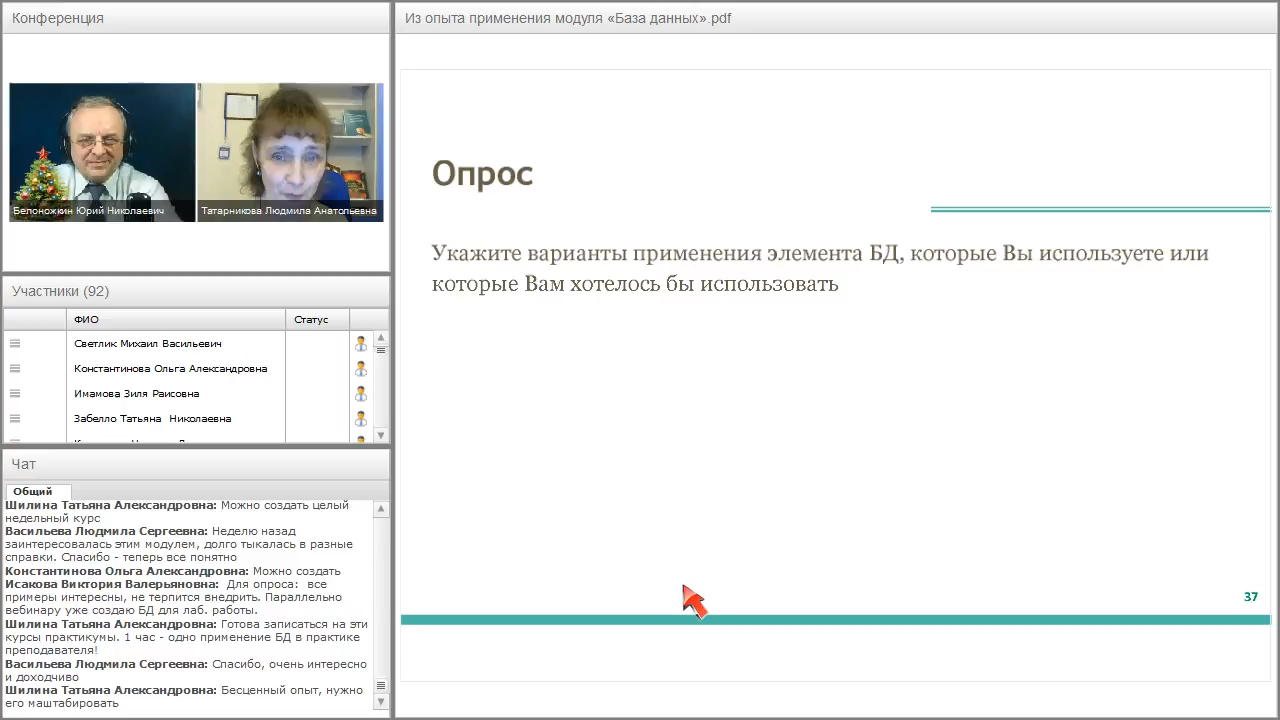 Конференция
Белоножкин Юрий Николаевич
Татарникова Людмила Анатольевна
Участники (92)
ФИО
Статус
Светлик Михаил Васильевич
Константинова Ольга Александровна
Имамова Зиля Раисовна
Забелло Татьяна Николаевна
Чат
Общий
Шилина Татьяна Александровна: Можно создать целый
недельный курс
Васильева Людмила Сергеевна: Неделю назад
заинтересовалась этим модулем, долго тыкалась в разные
справки. Спасибо - теперь все понятно
Константинова Ольга Александровна: Можно создать
Исакова Виктория Валерьяновна: Для опроса: все
примеры интересны, не терпится внедрить. Параллельно
вебинару уже создаю БД для лаб. работы.
Шилина Татьяна Александровна: Готова записаться на эти
курсы практикумы. 1 час - одно применение БД в практике
преподавателя!
Васильева Людмила Сергеевна: Спасибо, очень интересно
и доходчиво
Шилина Татьяна Александровна: Бесценный опыт, нужно
его маштабировать
Из опыта применения модуля «База данных».pdf
Опрос
Укажите варианты применения элемента БД, которые Вы используете или
которые Вам хотелось бы использовать
37